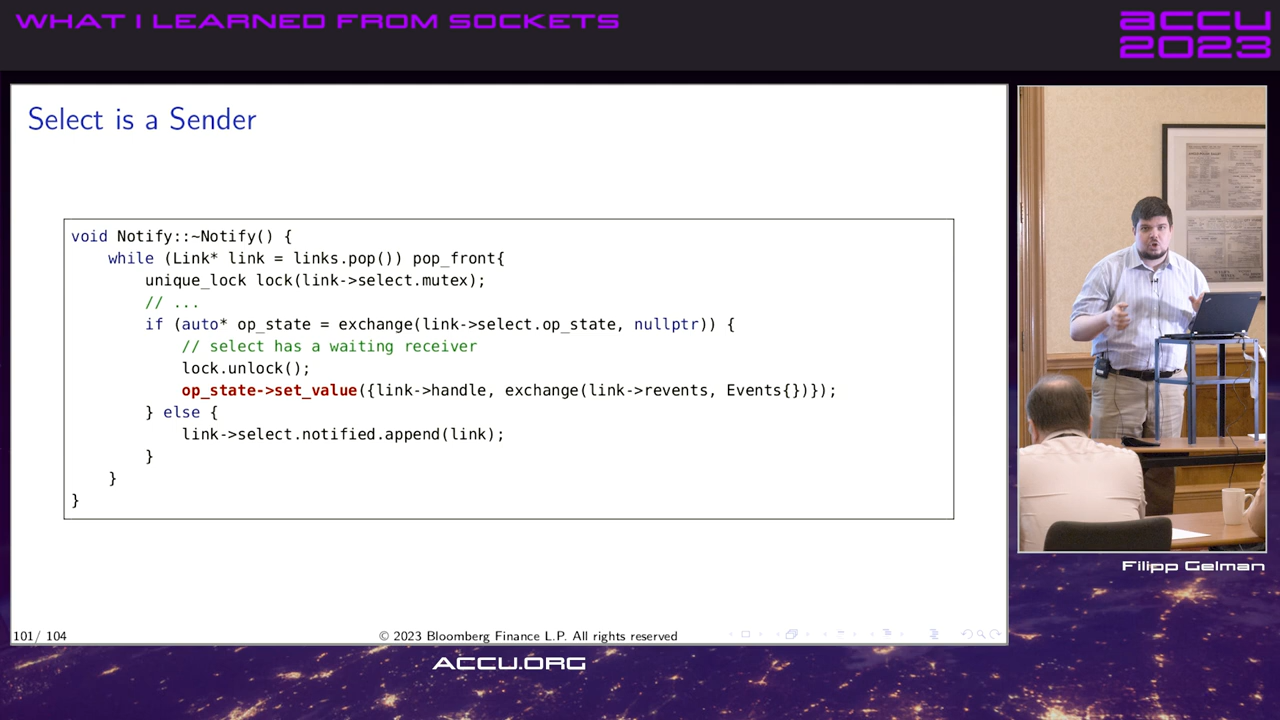 WHAT I LEARNED FROM SOCKETS
ACCU
2023
Select is a Sender
void Notify::~Notify() {
while (Link* link = links.pop()) pop_front{
unique_lock lock(link->select.mutex);
// ...
if (auto* op_state = exchange(link->select.op_state, nullptr)) {
// select has a waiting receiver
lock.unlock();
op_state->set_value({link->handle, exchange(link->revents, Events{})});
} else {
link->select.notified.append(link);
}
}
}
101/ 104
© 2023 Bloomberg Finance L.P. All rights reserved
Filipp Gelman
ACCU.ORG